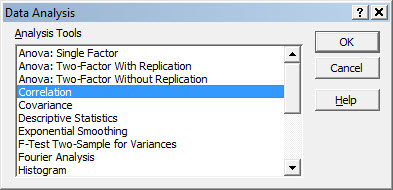 Data Analysis
Analysis Tools
Anova: Single Factor
Anova: Two-Factor With Replication
Anova: Two-Factor Without Replication
Correlation
Covariance
Descriptive Statistics
Exponential Smoothing
F-Test Two-Sample for Variances
Fourier Analysis
Histogram
OK
Cancel
Help